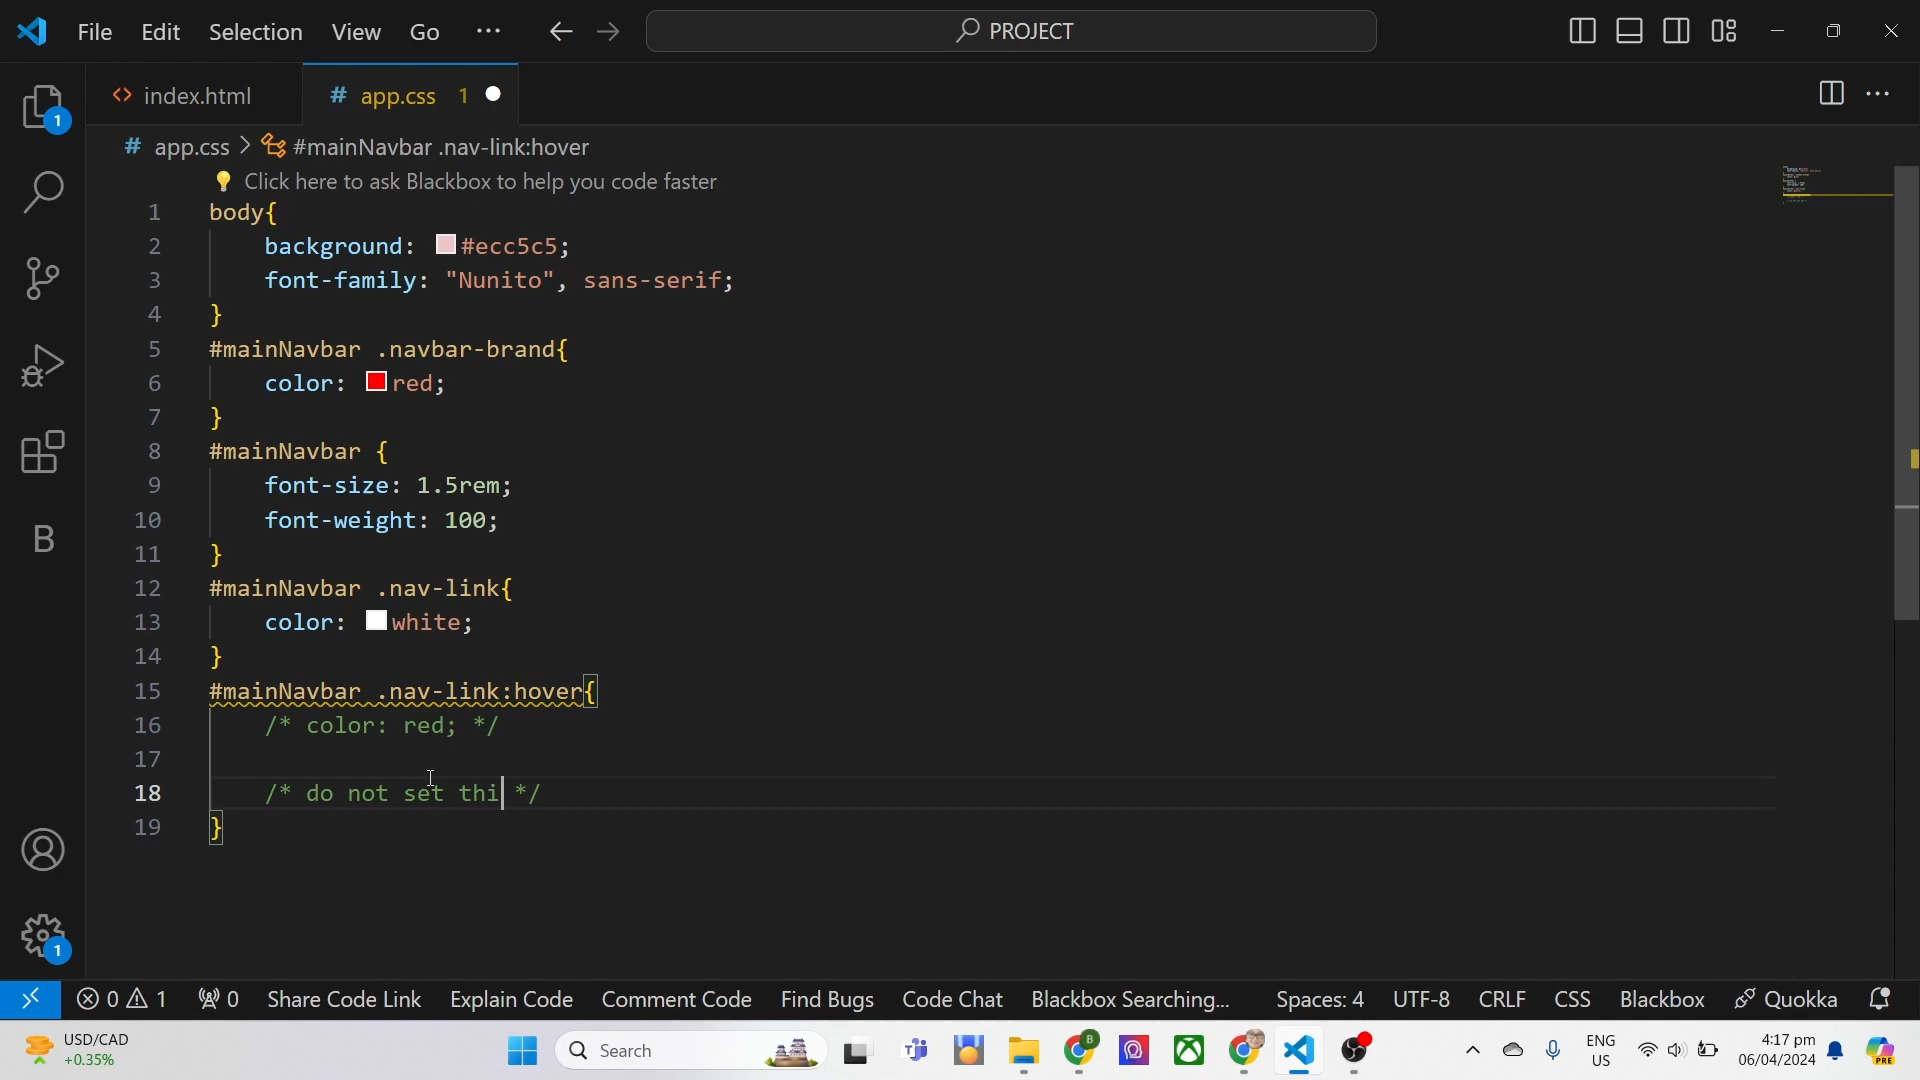 File Edit Selection View Go ··· PROJECT
index.html # app.css 1
# app.css > #mainNavbar .nav-link:hover
Click here to ask Blackbox to help you code faster
1 body{
2 background: #ecc5c5;
3 font-family: "Nunito", sans-serif;
4 }
5 #mainNavbar .navbar-brand{
6 color: red;
7 }
8 #mainNavbar {
9 font-size: 1.5rem;
10 font-weight: 100;
11 }
12 #mainNavbar .nav-link{
13 color: white;
14 }
15 #mainNavbar .nav-link:hover{
16 /* color: red; */
17
18 /* do not set thi */
19 }
1
B
1
0 1 0 Share Code Link Explain Code Comment Code Find Bugs Code Chat Blackbox Searching... Spaces: 4 UTF-8 CRLF CSS Blackbox Quokka
USD/CAD
+0.35%
Search
ENG
US
4:17 pm
06/04/2024
PRE